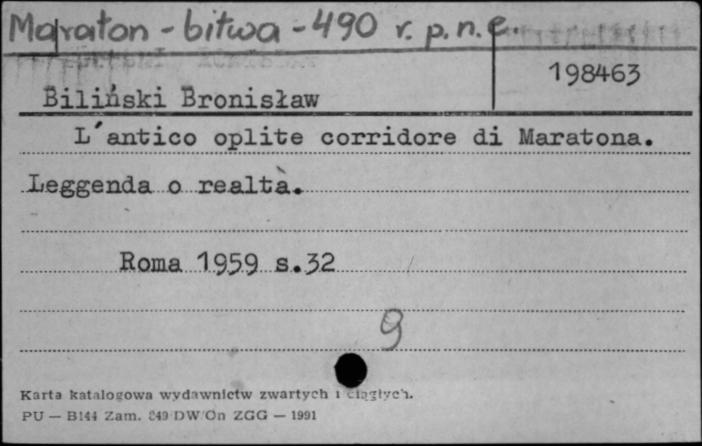 Maraton - bitwa - 490 r. p.n.e.
198463
Biliński Bronisław
L'antico oplite corridore di Maratona.
Leggenda o realtà.
Roma 1959 s.32
9
Karta katalogowa wydawnictw zwartych i ciągłych.
PU — B144 Zam. 849 DW/On ZGG — 1991